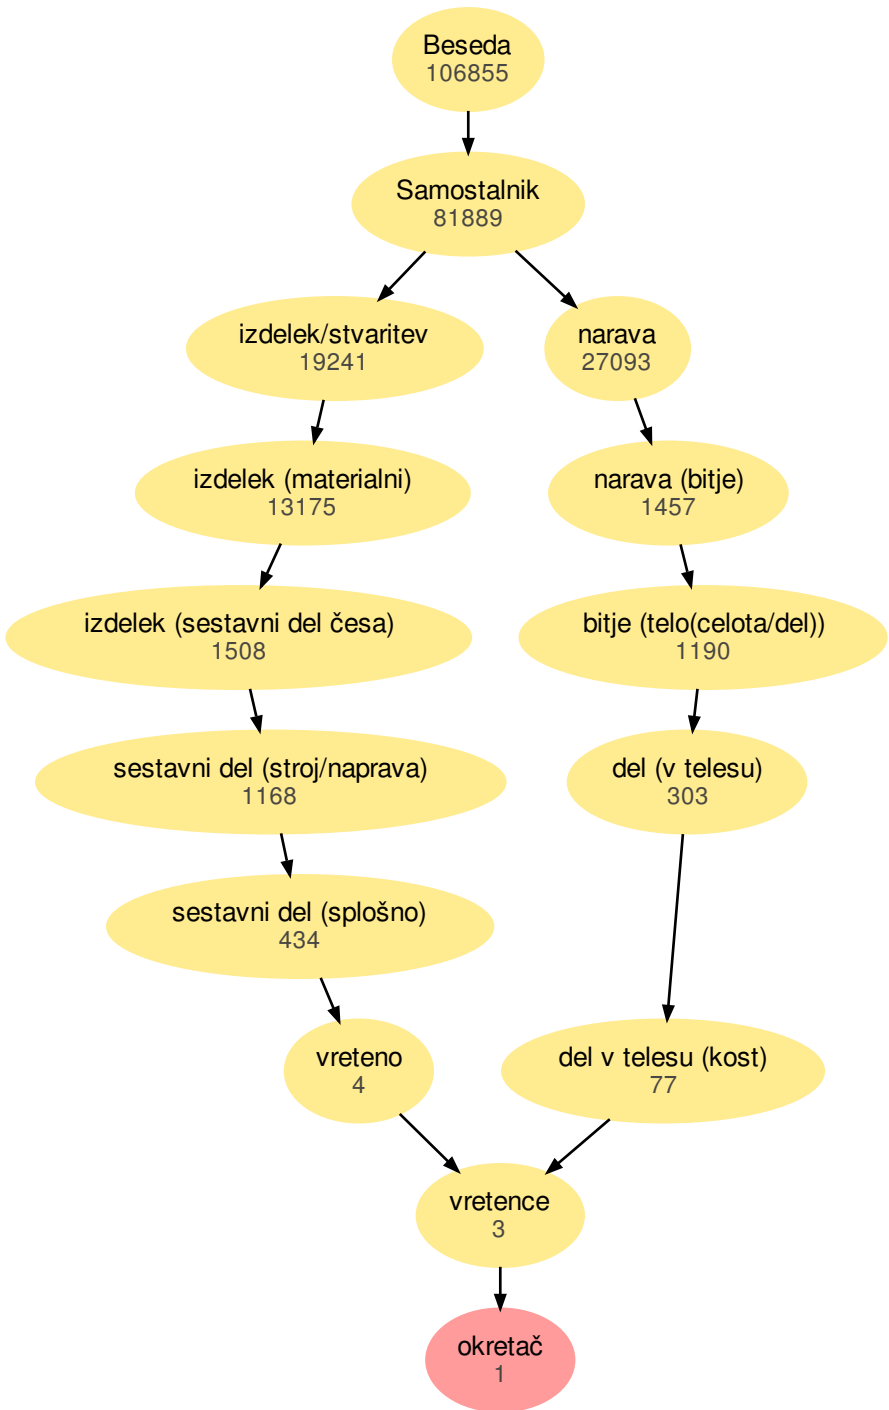 Beseda
106855
Samostalnik
81889
izdelek/stvaritev
19241
narava
27093
izdelek (materialni)
13175
narava (bitje)
1457
izdelek (sestavni del česa)
1508
bitje (telo(celota/del))
1190
sestavni del (stroj/naprava)
1168
del (v telesu)
303
sestavni del (splošno)
434
vreteno
4
del v telesu (kost)
77
vretence
3
okretač
1